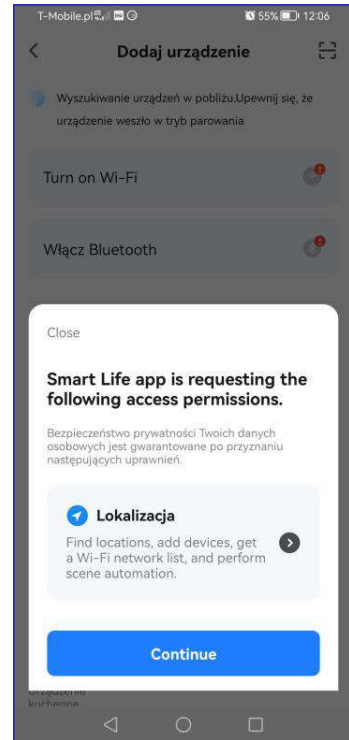 T-Mobile.pl 55% 12:06
Dodaj urządzenie
Wyszukiwanie urządzeń w pobliżu.Upewnij się, że
urządzenie weszło w tryb parowania
Turn on Wi-Fi
Włącz Bluetooth
Close
Smart Life app is requesting the
following access permissions.
Bezpieczeństwo prywatności Twoich danych
osobowych jest gwarantowane po przyznaniu
następujących uprawnień.
Lokalizacja
Find locations, add devices, get
a Wi-Fi network list, and perform
scene automation.
Continue
kuchenne